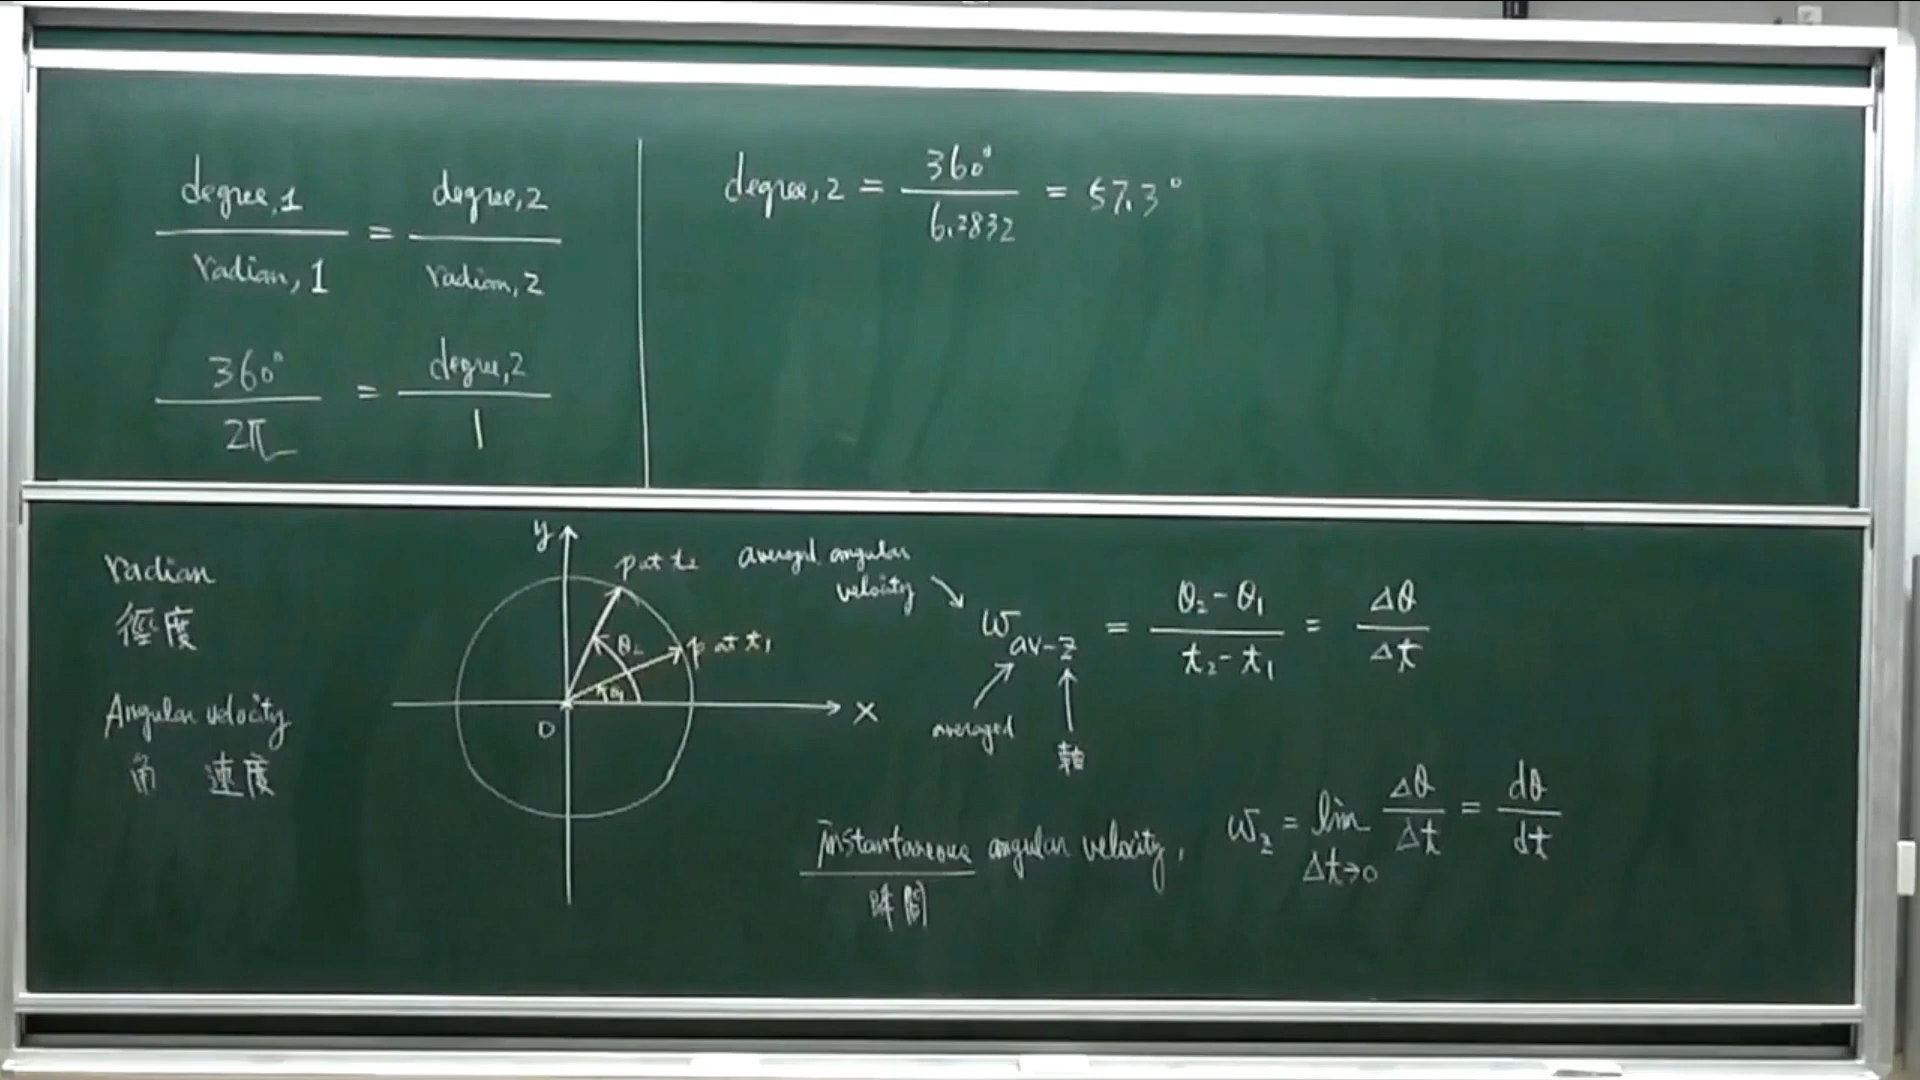 degree,1 / radian,1 = degree,2 / radian,2
360° / 2π = degree,2 / 1
degree,2 = 360° / 6.2832 = 57.3°
radian
徑度
Angular velocity
角 速度
y
p at t₂
θ₂
p at t₁
θ₁
x
O
averaged angular
velocity
ω av-z = θ₂-θ₁ / t₂-t₁ = Δθ / Δt
averaged
軸
instantaneous angular velocity, ω_z = lim Δt→0 Δθ / Δt = dθ / dt
瞬間